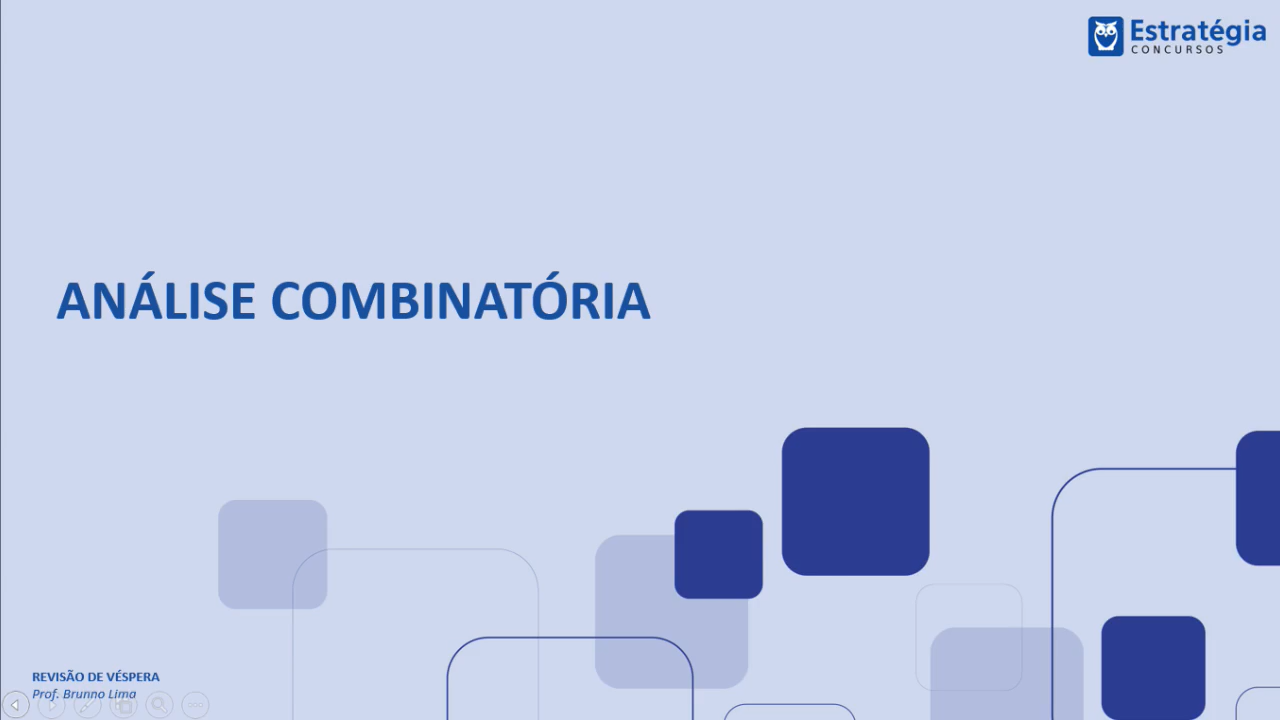 Estratégia
CONCURSOS
ANÁLISE COMBINATÓRIA
REVISÃO DE VÉSPERA
Prof. Brunno Lima